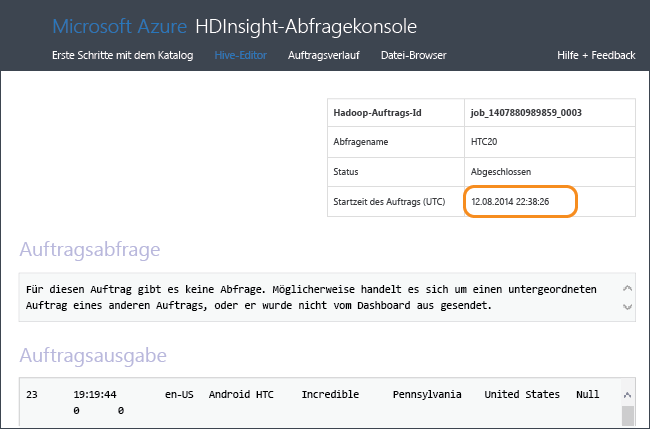 Microsoft Azure HDInsight-Abfragekonsole
Erste Schritte mit dem Katalog Hive-Editor Auftragsverlauf Datei-Browser Hilfe + Feedback
Hadoop-Auftrags-Id job_1407880989859_0003
Abfragename HTC20
Status Abgeschlossen
Startzeit des Auftrags (UTC) 12.08.2014 22:38:26
Auftragsabfrage
Für diesen Auftrag gibt es keine Abfrage. Möglicherweise handelt es sich um einen untergeordneten
Auftrag eines anderen Auftrags, oder er wurde nicht vom Dashboard aus gesendet.
Auftragsausgabe
23 19:19:44 en-US Android HTC Incredible Pennsylvania United States Null
0 0